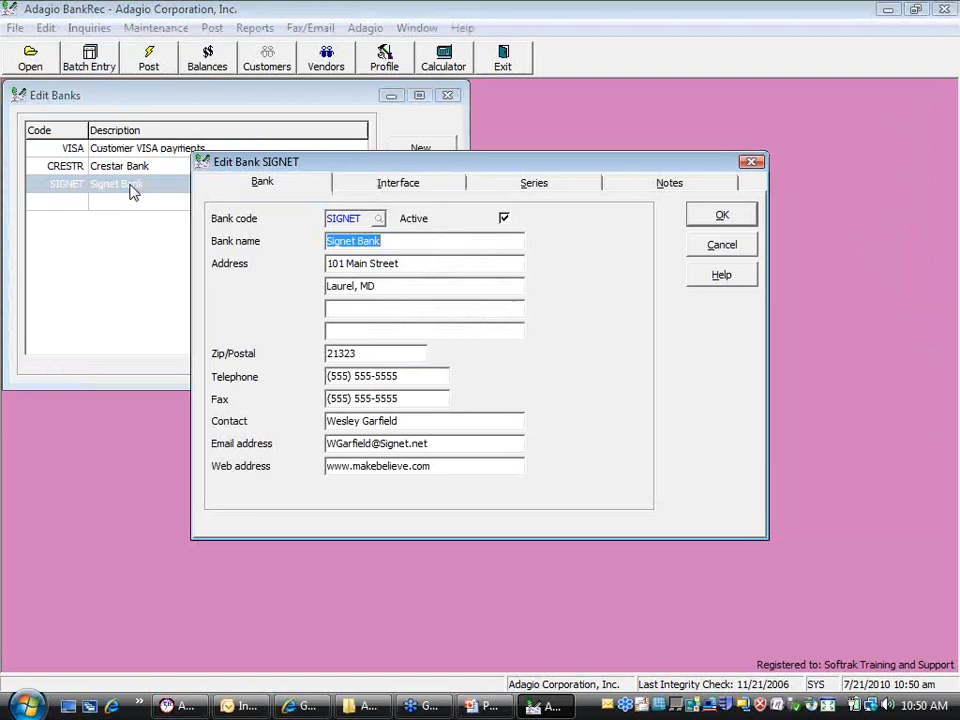 Adagio BankRec - Adagio Corporation, Inc.
File Edit Inquiries Maintenance Post Reports Fax/Email Adagio Window Help
Open Batch Entry Post Balances Customers Vendors Profile Calculator Exit
Edit Banks
Code Description
VISA Customer VISA payments
New
CRESTR Crestar Bank
SIGNET Signet Bank
Edit Bank SIGNET
Bank Interface Series Notes
Bank code SIGNET Active
OK
Bank name Signet Bank
Cancel
Address 101 Main Street
Help
Laurel, MD
Zip/Postal 21323
Telephone (555) 555-5555
Fax (555) 555-5555
Contact Wesley Garfield
Email address WGarfield@Signet.net
Web address www.makebelieve.com
Registered to: Softrak Training and Support
Adagio Corporation, Inc. Last Integrity Check: 11/21/2006 SYS 7/21/2010 10:50 am
A... In... G... A... G... P... A... 10:50 AM